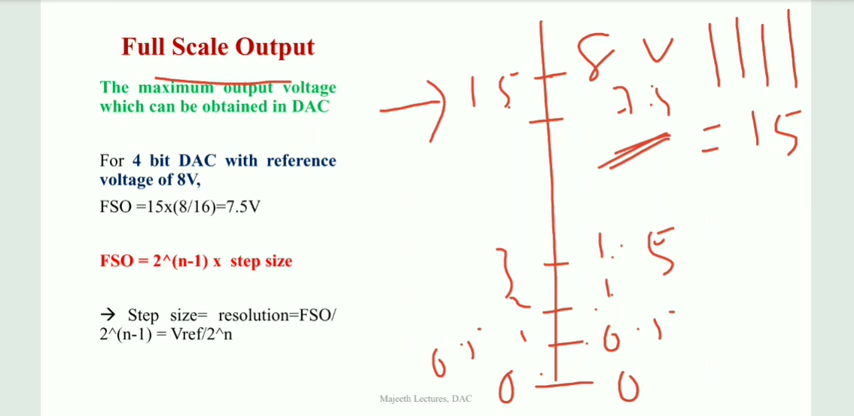 Full Scale Output
The maximum output voltage
which can be obtained in DAC
For 4 bit DAC with reference
voltage of 8V,
FSO =15x(8/16)=7.5V
FSO = 2^(n-1) x step size
→ Step size= resolution=FSO/
2^(n-1) = Vref/2^n
Majeeth Lectures, DAC
8 V 1111
→ 15
7.5
= 15
1.5
1
0.5
0.5
0 0